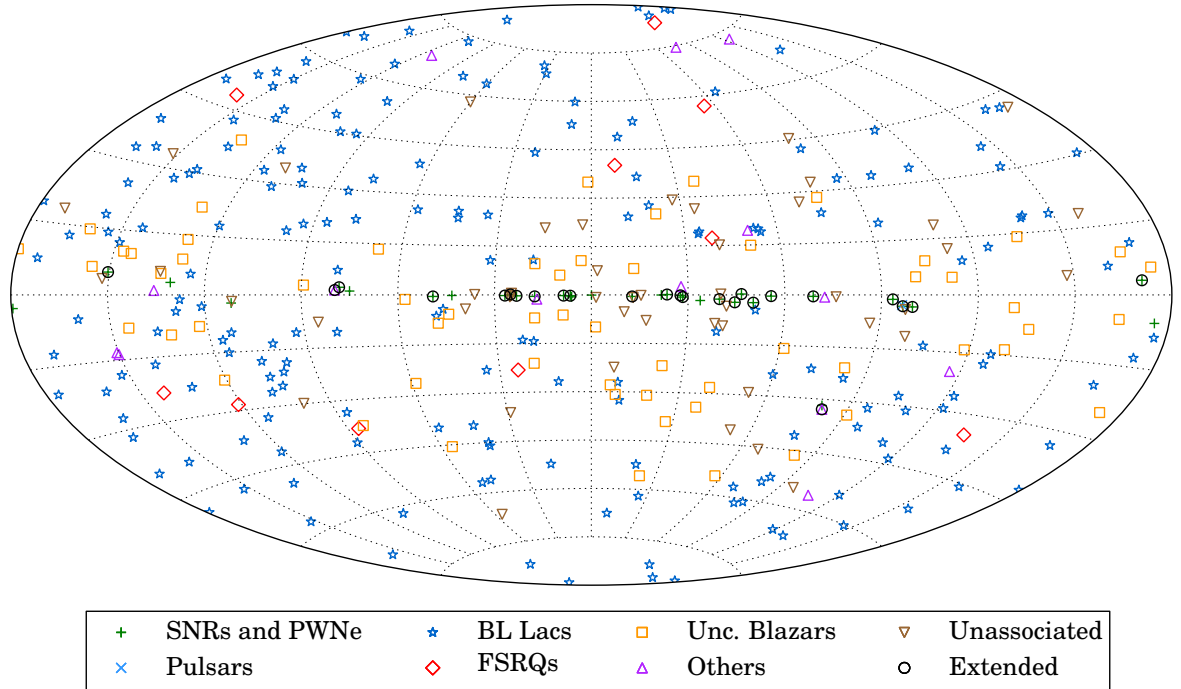 SNRs and PWNe BL Lacs Unc. Blazars Unassociated
Pulsars FSRQs Others Extended